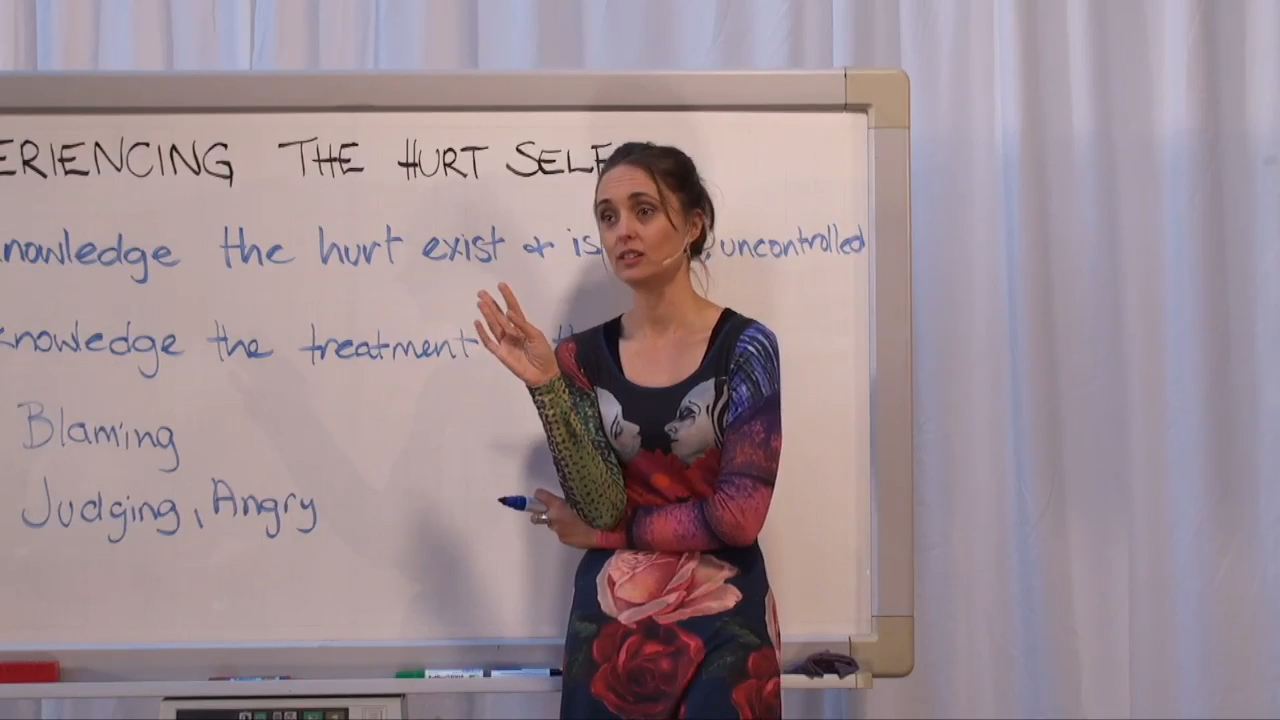 ERIENCING THE HURT SELF
nowledge the hurt exist or is , uncontrolled
knowledge the treatment
Blaming
Judging, Angry